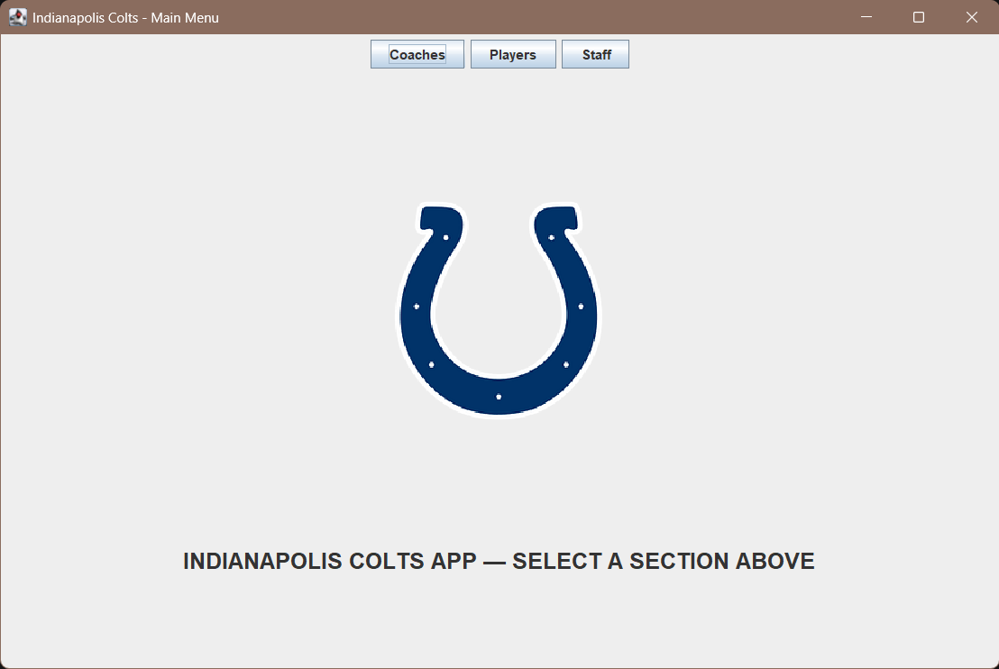 Indianapolis Colts - Main Menu
Coaches Players Staff
INDIANAPOLIS COLTS APP — SELECT A SECTION ABOVE